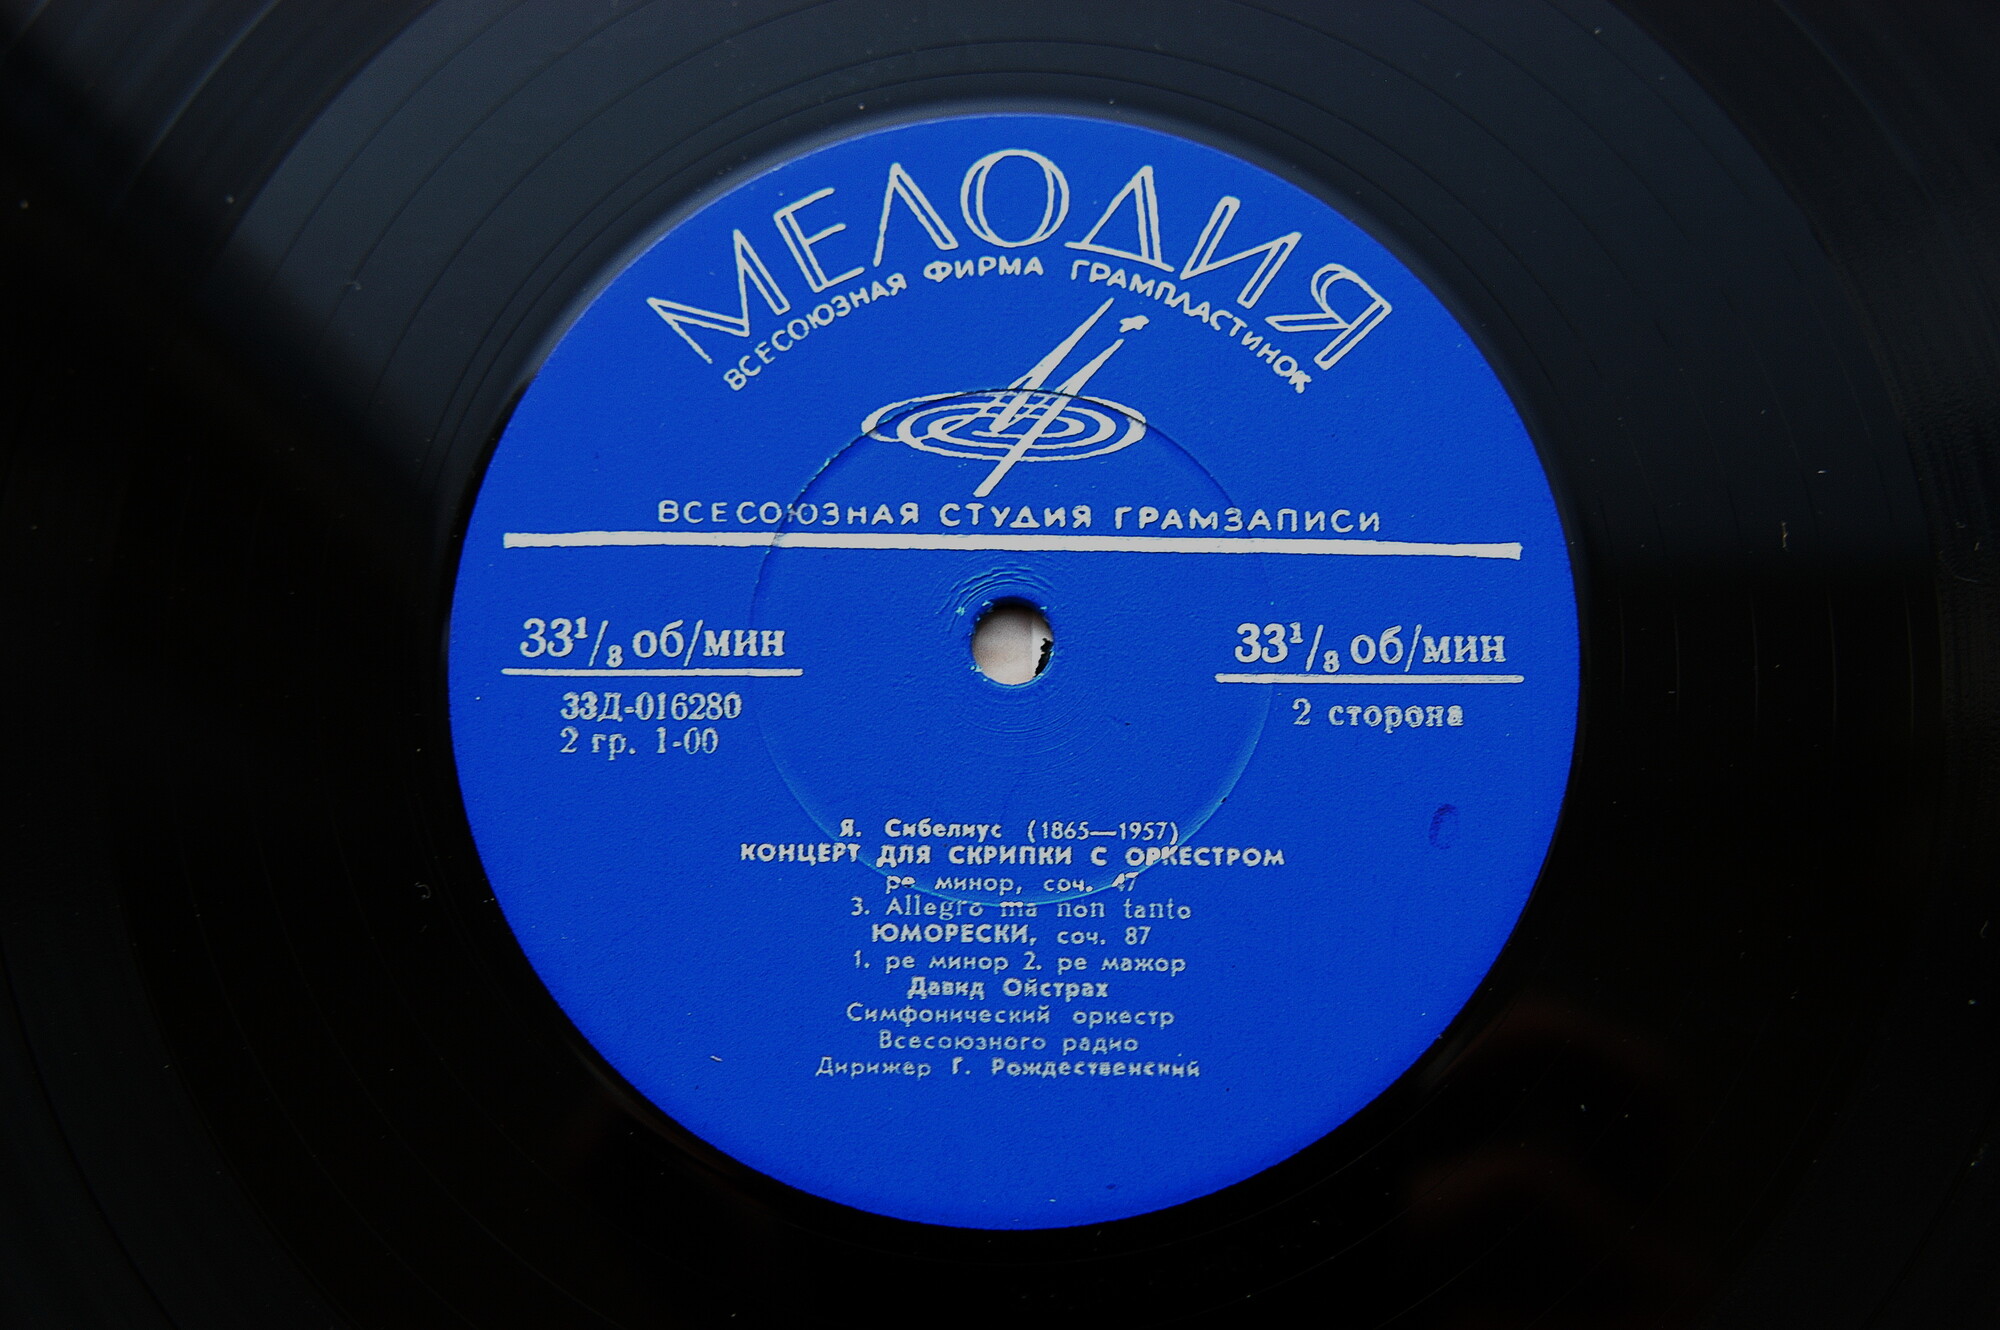 МЕЛОДИЯ
ВСЕСОЮЗНАЯ ФИРМА ГРАМПЛАСТИНОК
ВСЕСОЮЗНАЯ СТУДИЯ ГРАМЗАПИСИ
33¹/₃ об/мин
33Д-016280
2 гр. 1-00
33¹/₃ об/мин
2 сторона
Я. Сибелиус (1865—1957)
КОНЦЕРТ ДЛЯ СКРИПКИ С ОРКЕСТРОМ
ре минор, соч. 47
3. Allegro ma non tanto
ЮМОРЕСКИ, соч. 87
1. ре минор 2. ре мажор
Давид Ойстрах
Симфонический оркестр
Всесоюзного радио
Дирижер Г. Рождественский